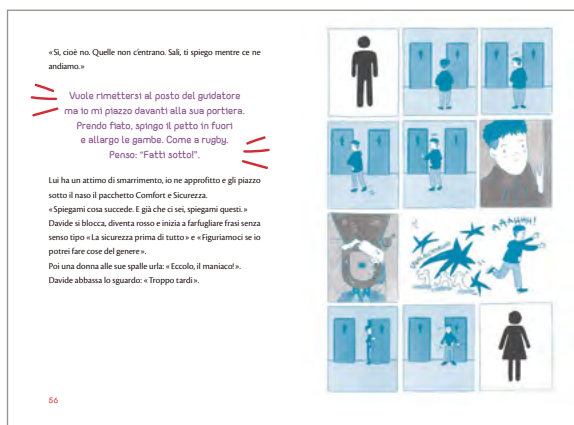 «Sì, cioè no. Quelle non c'entrano. Sali, ti spiego mentre ce ne
andiamo.»
Vuole rimettersi al posto del guidatore
ma io mi piazzo davanti alla sua portiera.
Prendo fiato, spingo il petto in fuori
e allargo le gambe. Come a rugby.
Penso: "Fatti sotto!".
Lui ha un attimo di smarrimento, io ne approfitto e gli piazzo
sotto il naso il pacchetto Comfort e Sicurezza.
«Spiegami cosa succede. E già che ci sei, spiegami questi.»
Davide si blocca, diventa rosso e inizia a farfugliare frasi senza
senso tipo «La sicurezza prima di tutto» e «Figuriamoci se io
potrei fare cose del genere».
Poi una donna alle sue spalle urla: «Eccolo, il maniaco!».
Davide abbassa lo sguardo: «Troppo tardi».
56
AAAHHH!